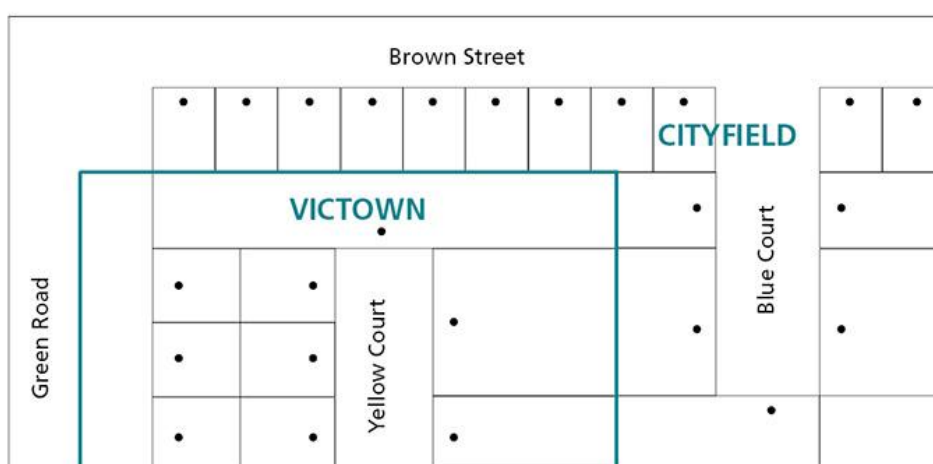 Brown Street
CITYFIELD
VICTOWN
Blue Court
Green Road
Yellow Court